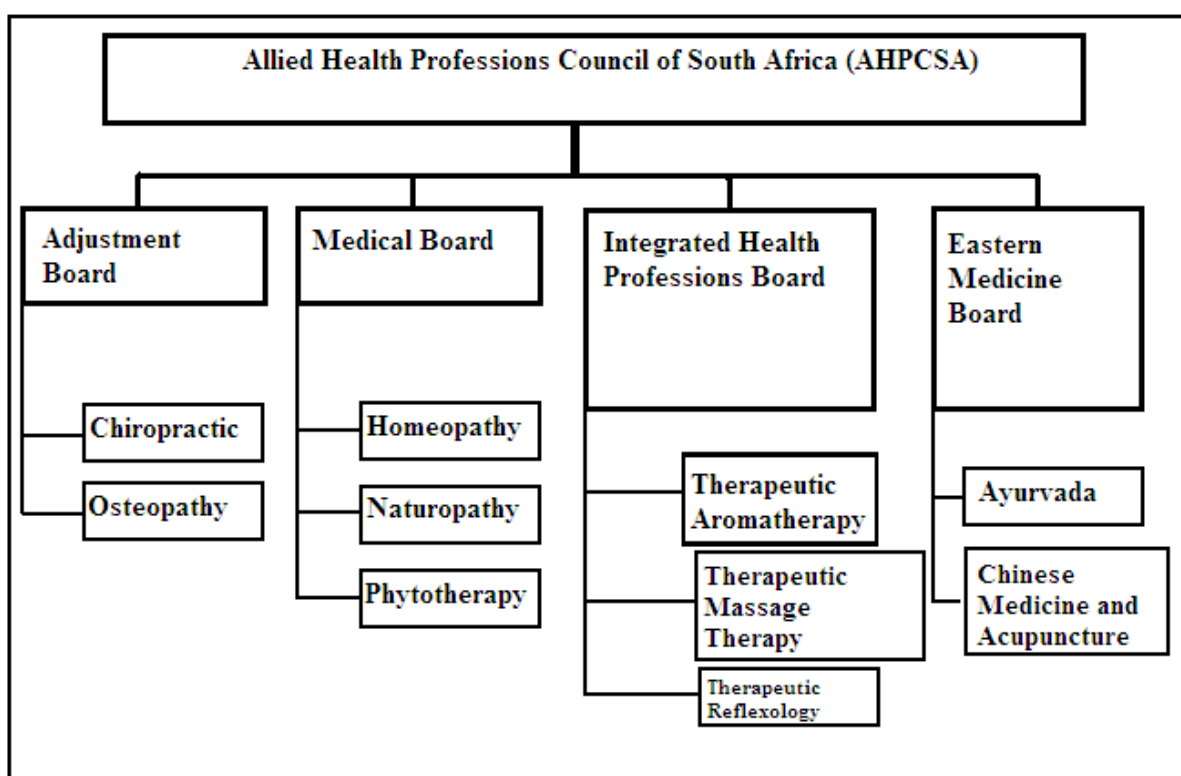 Allied Health Professions Council of South Africa (AHPCSA)
Adjustment
Board
Medical Board
Integrated Health
Professions Board
Eastern
Medicine
Board
Chiropractic
Osteopathy
Homeopathy
Naturopathy
Phytotherapy
Therapeutic
Aromatherapy
Therapeutic
Massage
Therapy
Therapeutic
Reflexology
Ayurvada
Chinese
Medicine and
Acupuncture